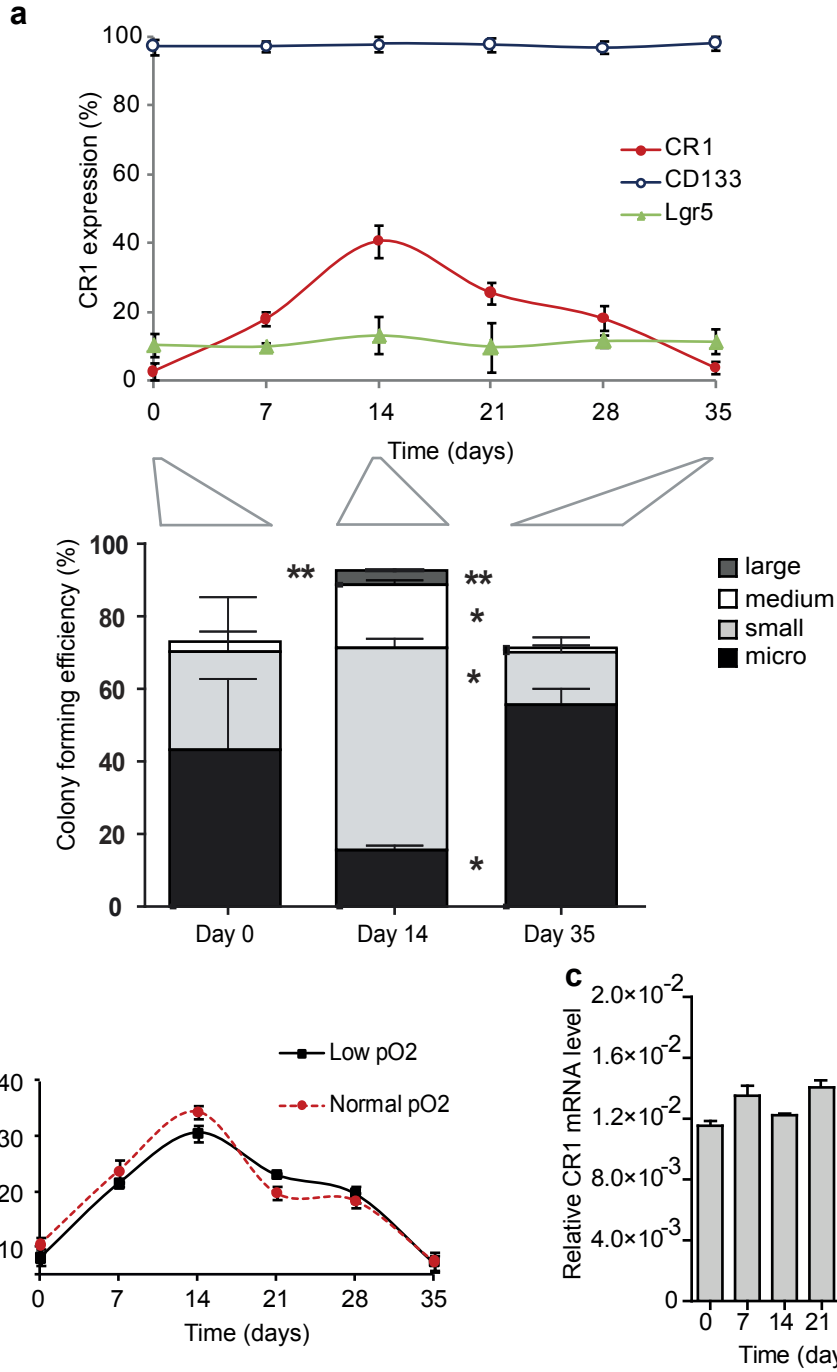 a
CR1 expression (%)
100
80
60
40
20
0
CR1
CD133
Lgr5
0 7 14 21 28 35
Time (days)
Colony forming efficiency (%)
100
80
60
40
20
0
** ** * * *
large
medium
small
micro
Day 0 Day 14 Day 35
Low pO2
Normal pO2
40
30
20
10
0 7 14 21 28 35
Time (days)
c
Relative CR1 mRNA level
2.0×10-2
1.6×10-2
1.2×10-2
8.0×10-3
4.0×10-3
0
0 7 14 21
Time (day